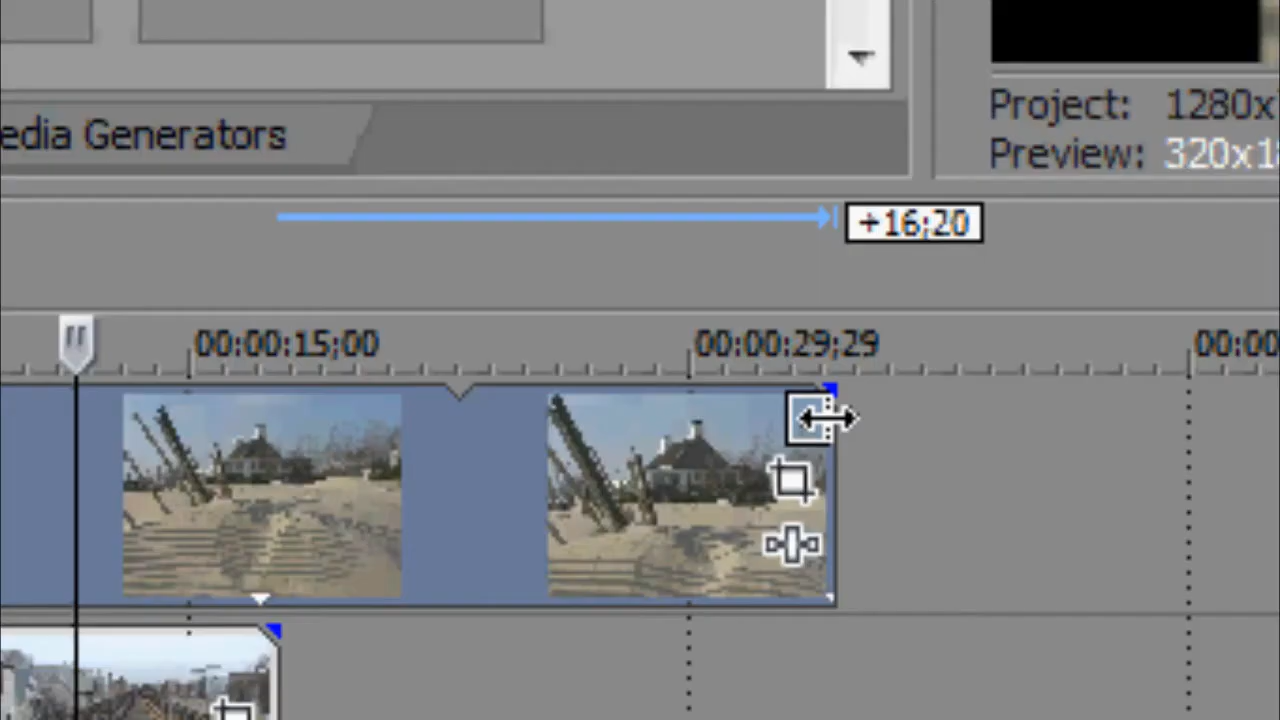 edia Generators
Project: 1280x
Preview: 320x1
+16;20
00:00:15;00 00:00:29;29 00:00